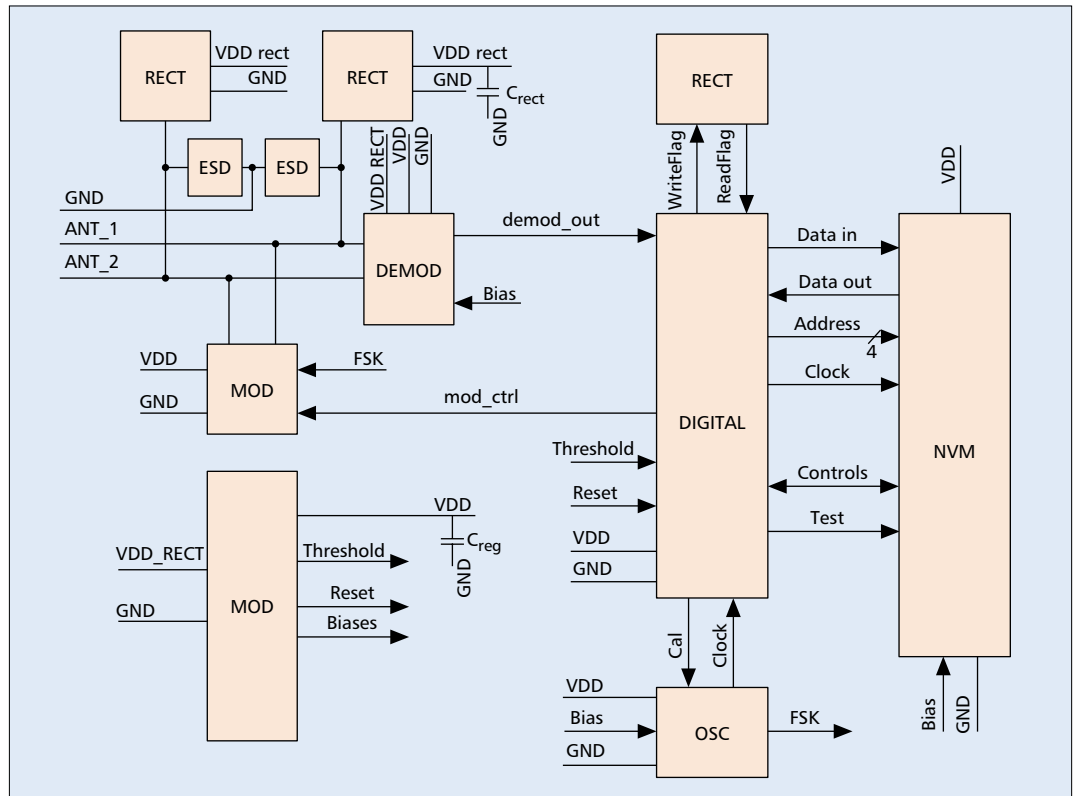 RECT
VDD rect
GND
RECT
VDD rect
GND
C_rect
GND
RECT
ESD
ESD
VDD RECT
VDD
GND
WriteFlag
ReadFlag
VDD
GND
ANT_1
ANT_2
DEMOD
demod_out
Bias
Data in
Data out
Address
4
Clock
VDD
GND
MOD
FSK
mod_ctrl
DIGITAL
NVM
Threshold
Reset
VDD
GND
Controls
Test
VDD_RECT
GND
MOD
VDD
C_reg
GND
Threshold
Reset
Biases
Cal
Clock
VDD
Bias
GND
OSC
FSK
Bias
GND